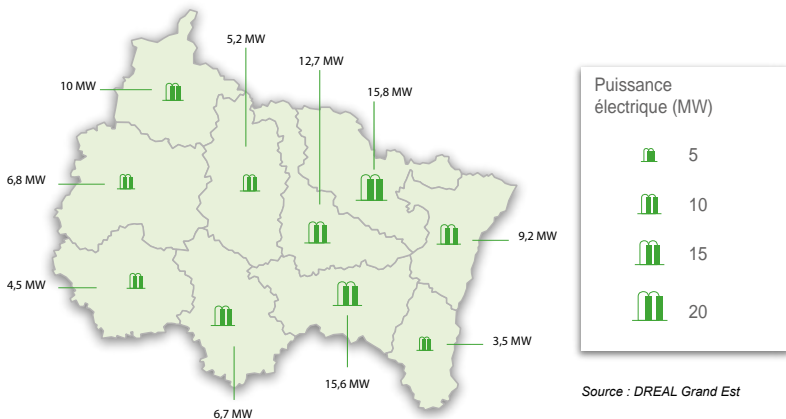 5,2 MW
12,7 MW
10 MW
15,8 MW
6,8 MW
9,2 MW
4,5 MW
3,5 MW
15,6 MW
6,7 MW
Puissance
électrique (MW)
5
10
15
20
Source : DREAL Grand Est